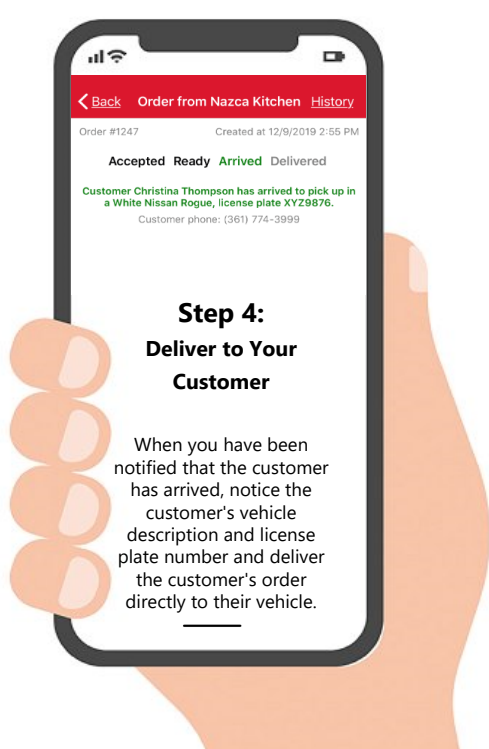 Back Order from Nazca Kitchen History
Order #1247 Created at 12/9/2019 2:55 PM
Accepted Ready Arrived Delivered
Customer Christina Thompson has arrived to pick up in
a White Nissan Rogue, license plate XYZ9876.
Customer phone: (361) 774-3999
Step 4:
Deliver to Your
Customer
When you have been
notified that the customer
has arrived, notice the
customer's vehicle
description and license
plate number and deliver
the customer's order
directly to their vehicle.